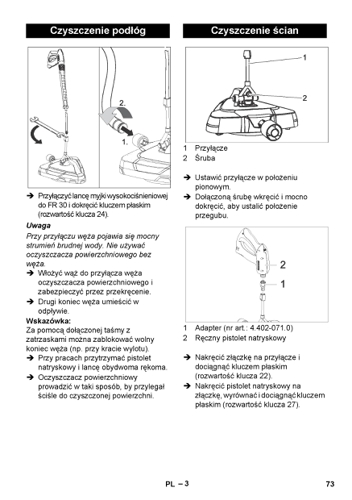 Czyszczenie podłóg
2.
1.
➔ Przyłączyć lancę myjki wysokociśnieniowej
do FR 30 i dokręcić kluczem płaskim
(rozwartość klucza 24).
Uwaga
Przy przyłączu węża pojawia się mocny
strumień brudnej wody. Nie używać
oczyszczacza powierzchniowego bez
węża.
➔ Włożyć wąż do przyłącza węża
oczyszczacza powierzchniowego i
zabezpieczyć przez przekręcenie.
➔ Drugi koniec węża umieścić w
odpływie.
Wskazówka:
Za pomocą dołączonej taśmy z
zatrzaskami można zablokować wolny
koniec węża (np. przy kracie wylotu).
➔ Przy pracach przytrzymać pistolet
natryskowy i lancę obydwoma rękoma.
➔ Oczyszczacz powierzchniowy
prowadzić w taki sposób, by przylegał
ściśle do czyszczonej powierzchni.
Czyszczenie ścian
1
2
1 Przyłącze
2 Śruba
➔ Ustawić przyłącze w położeniu
pionowym.
➔ Dołączoną śrubę wkręcić i mocno
dokręcić, aby ustalić położenie
przegubu.
2
1
1 Adapter (nr art.: 4.402-071.0)
2 Ręczny pistolet natryskowy
➔ Nakręcić złączkę na przyłącze i
dociągnąć kluczem płaskim
(rozwartość klucza 22).
➔ Nakręcić pistolet natryskowy na
złączkę, wyrównać i dociągnąć kluczem
płaskim (rozwartość klucza 27).
PL – 3
73